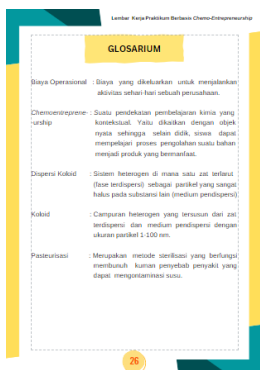 Lembar Kerja Praktikum Berbasis Chemo-Entrepreneurship
GLOSARIUM
Biaya Operasional : Biaya yang dikeluarkan untuk menjalankan
aktivitas sehari-hari sebuah perusahaan.
Chemoentreprene- : Suatu pendekatan pembelajaran kimia yang
-urship kontekstual. Yaitu dikaitkan dengan objek
nyata sehingga selain didik, siswa dapat
mempelajari proses pengolahan suatu bahan
menjadi produk yang bermanfaat.
Dispersi Koloid : Sistem heterogen di mana satu zat terlarut
(fase terdispersi) sebagai partikel yang sangat
halus pada substansi lain (medium pendispersi)
Koloid : Campuran heterogen yang tersusun dari zat
terdispersi dan medium pendispersi dengan
ukuran partikel 1-100 nm.
Pasteurisasi : Merupakan metode sterilisasi yang berfungsi
membunuh kuman penyebab penyakit yang
dapat mengontaminasi susu.
26